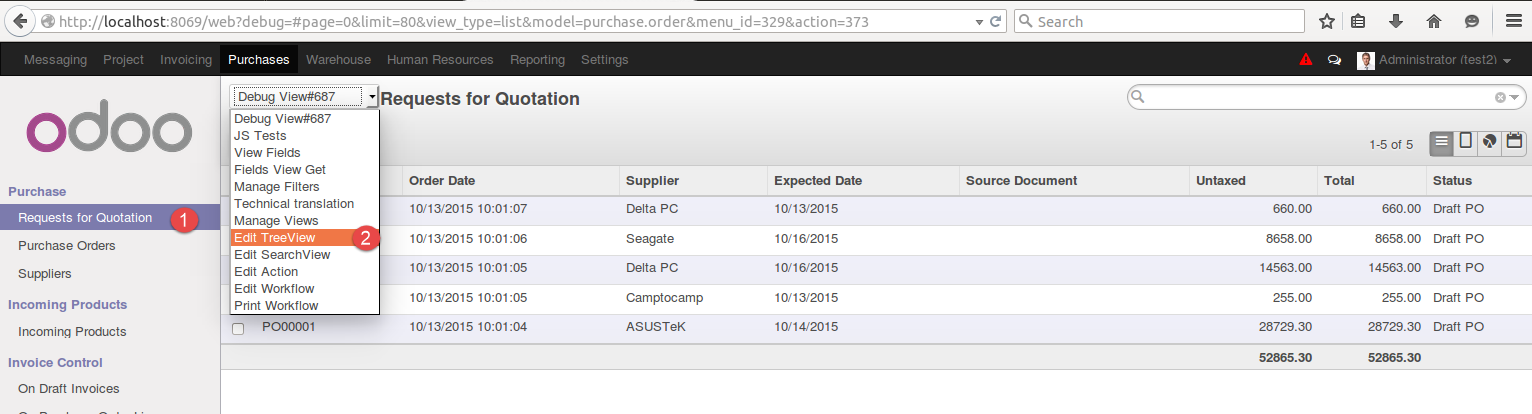 http://localhost:8069/web?debug=#page=0&limit=80&view_type=list&model=purchase.order&menu_id=329&action=373
Search
Messaging Project Invoicing Purchases Warehouse Human Resources Reporting Settings
Administrator (test2)
odoo
Purchase
Requests for Quotation 1
Purchase Orders
Suppliers
Incoming Products
Incoming Products
Invoice Control
On Draft Invoices
Debug View#687
Requests for Quotation
Debug View#687
JS Tests
View Fields
Fields View Get
Manage Filters
Technical translation
Manage Views
Edit TreeView 2
Edit SearchView
Edit Action
Edit Workflow
Print Workflow
1-5 of 5
Order Date Supplier Expected Date Source Document Untaxed Total Status
10/13/2015 10:01:07 Delta PC 10/13/2015 660.00 660.00 Draft PO
10/13/2015 10:01:06 Seagate 10/16/2015 8658.00 8658.00 Draft PO
10/13/2015 10:01:05 Delta PC 10/16/2015 14563.00 14563.00 Draft PO
10/13/2015 10:01:05 Camptocamp 10/13/2015 255.00 255.00 Draft PO
PO00001 10/13/2015 10:01:04 ASUSTeK 10/14/2015 28729.30 28729.30 Draft PO
52865.30 52865.30